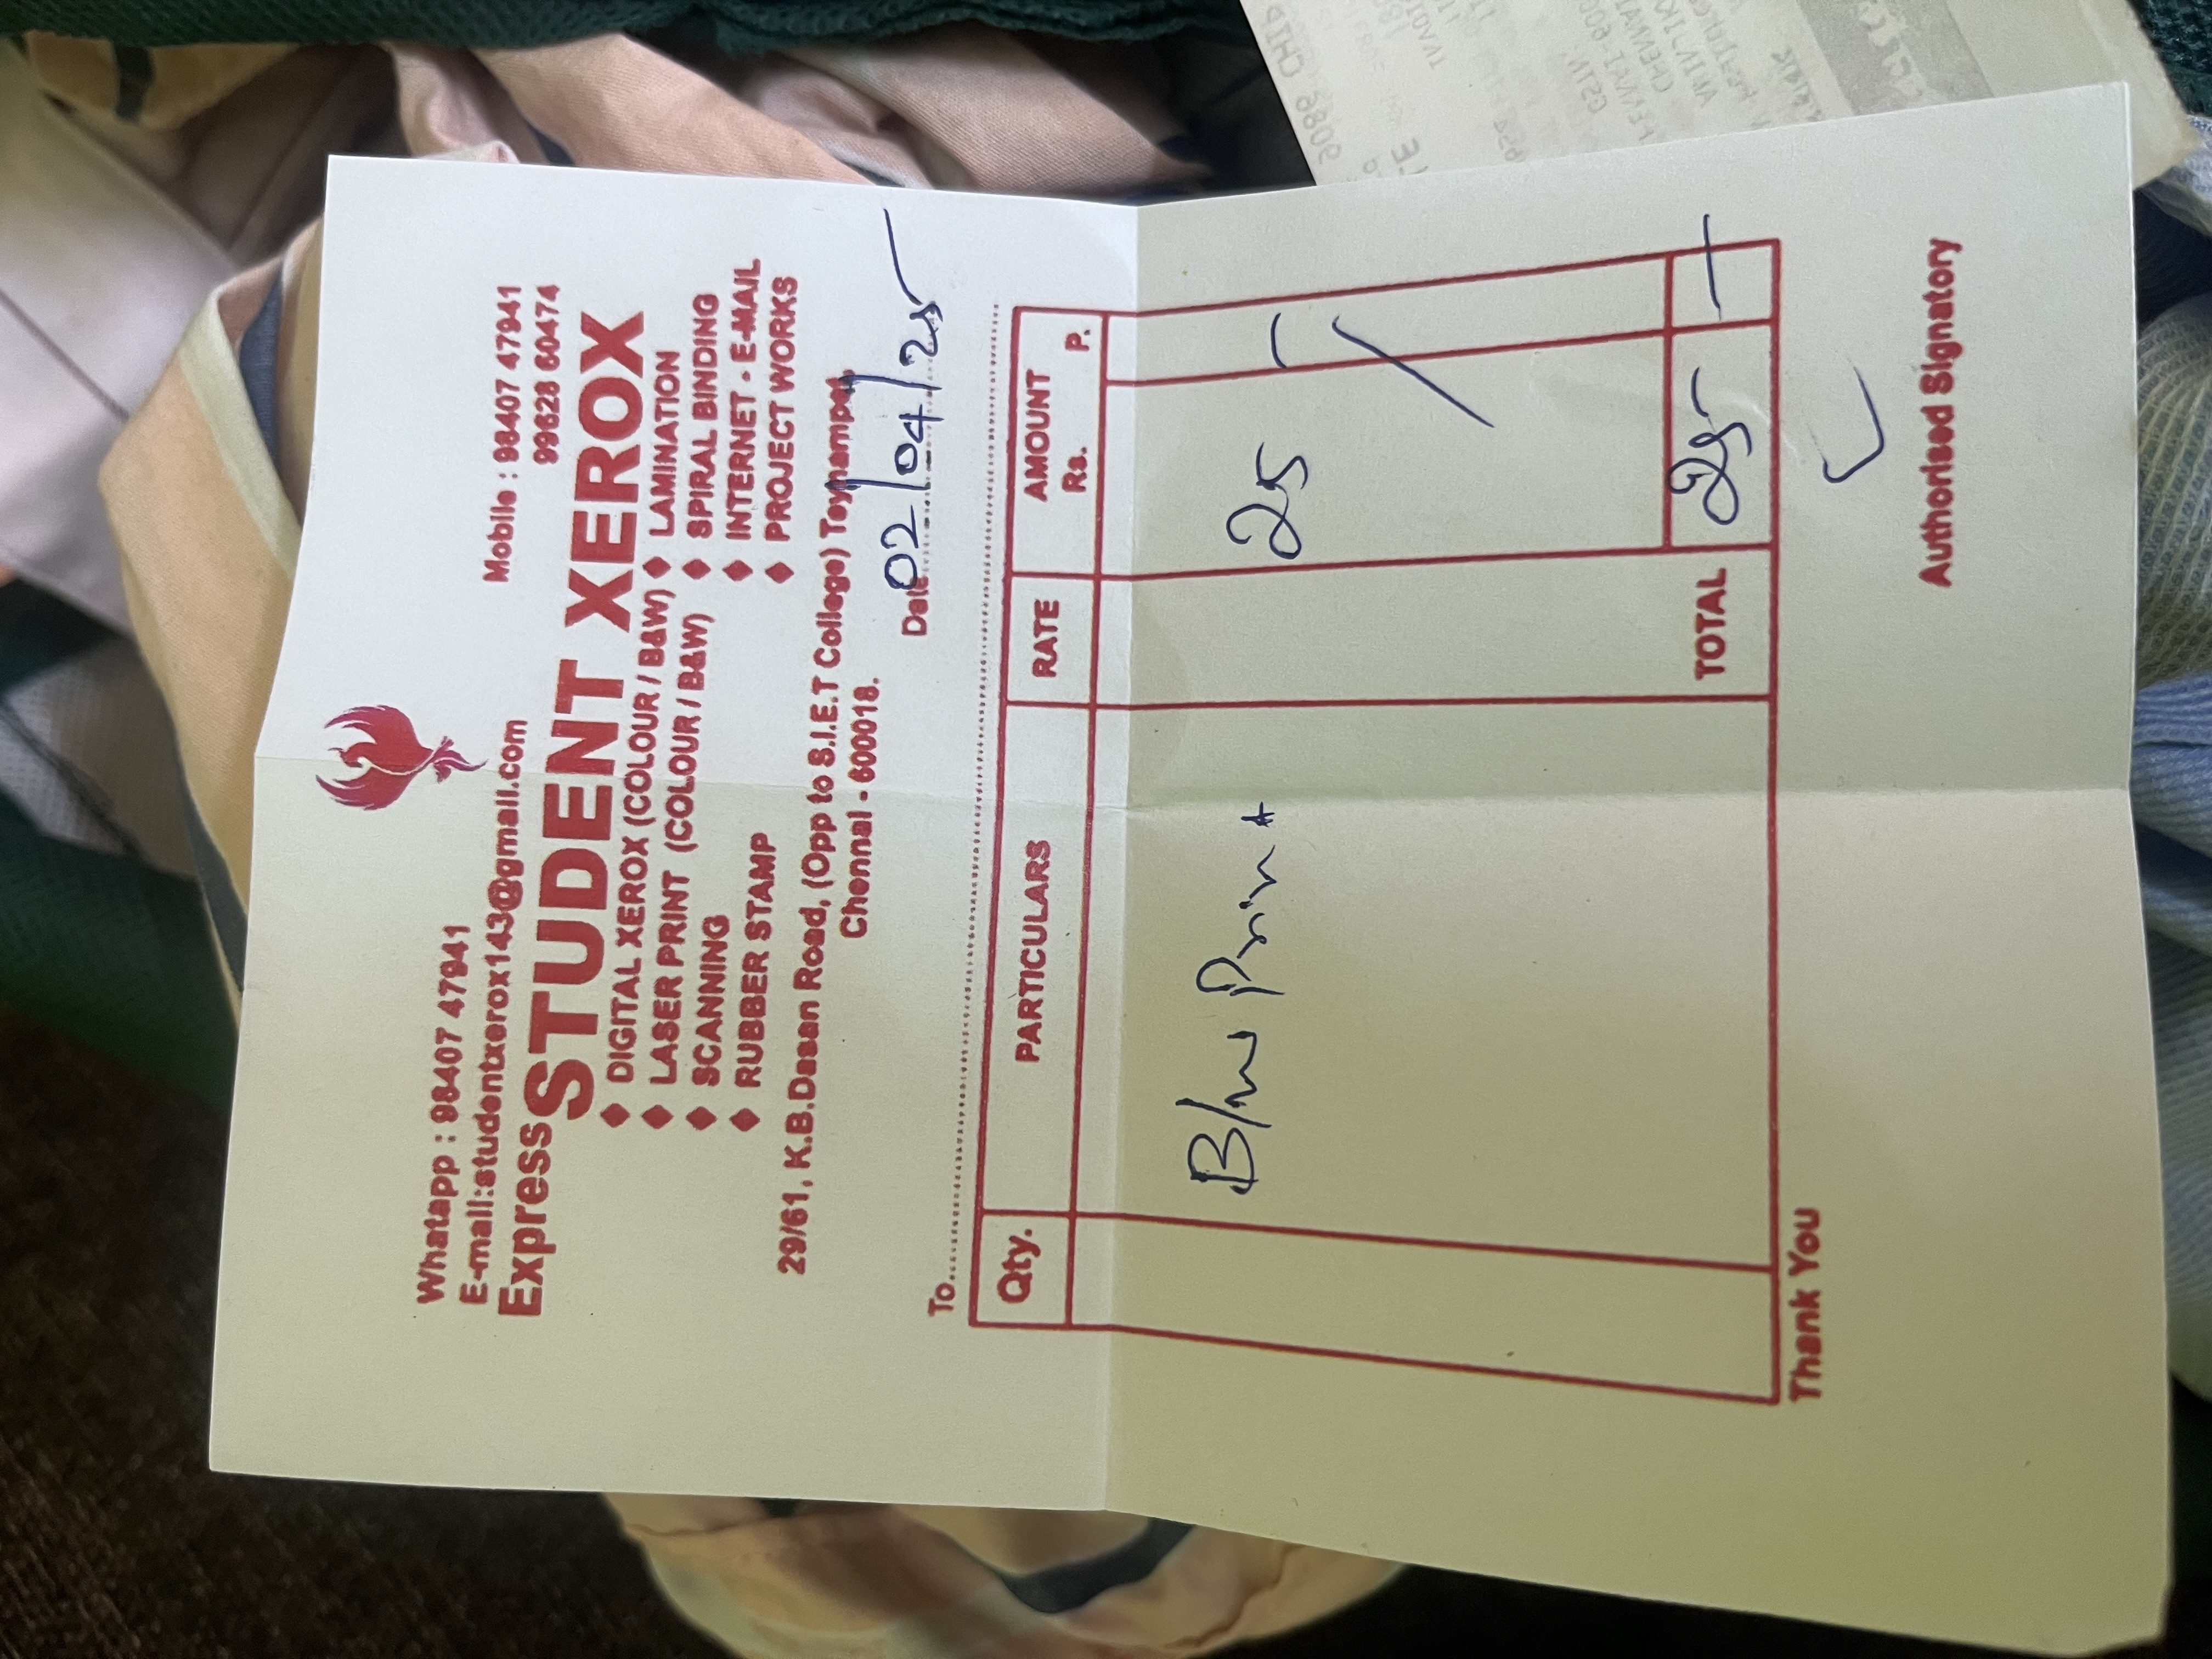 Whatapp : 98407 47941
Mobile : 98407 47941
E-mail:studentxerox143@gmail.com
99628 60474
Express STUDENT XEROX
◆ DIGITAL XEROX (COLOUR / B&W) ◆ LAMINATION
◆ LASER PRINT (COLOUR / B&W) ◆ SPIRAL BINDING
◆ SCANNING ◆ INTERNET - E-MAIL
◆ RUBBER STAMP ◆ PROJECT WORKS
29/61, K.B.Dasan Road, (Opp to S.I.E.T College) Teynampet,
Chennai - 600018.
Date 02/04/25
To
Qty. PARTICULARS RATE AMOUNT
Rs. P.
B/w Print 25 -
TOTAL 25 -
Thank You
Authorised Signatory